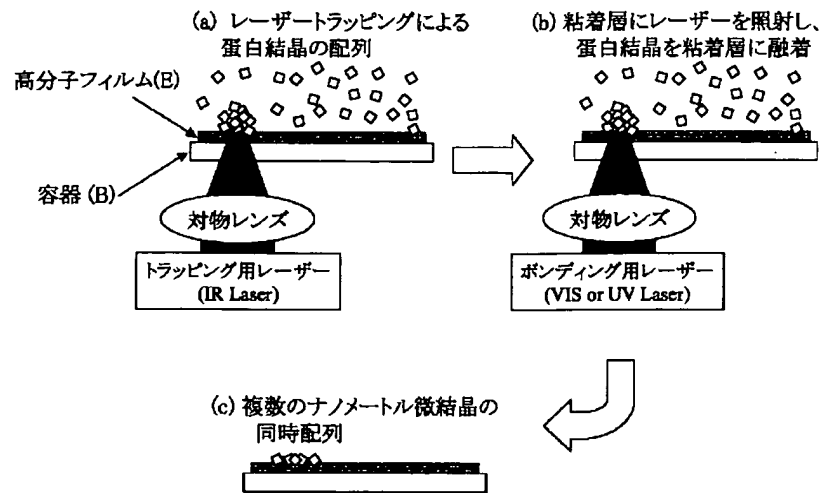 (a) レーザートラッピングによる
蛋白結晶の配列
(b) 粘着層にレーザーを照射し、
蛋白結晶を粘着層に融着
高分子フィルム(E)
容器 (B)
対物レンズ
対物レンズ
トラッピング用レーザー
(IR Laser)
ボンディング用レーザー
(VIS or UV Laser)
(c) 複数のナノメートル微結晶の
同時配列